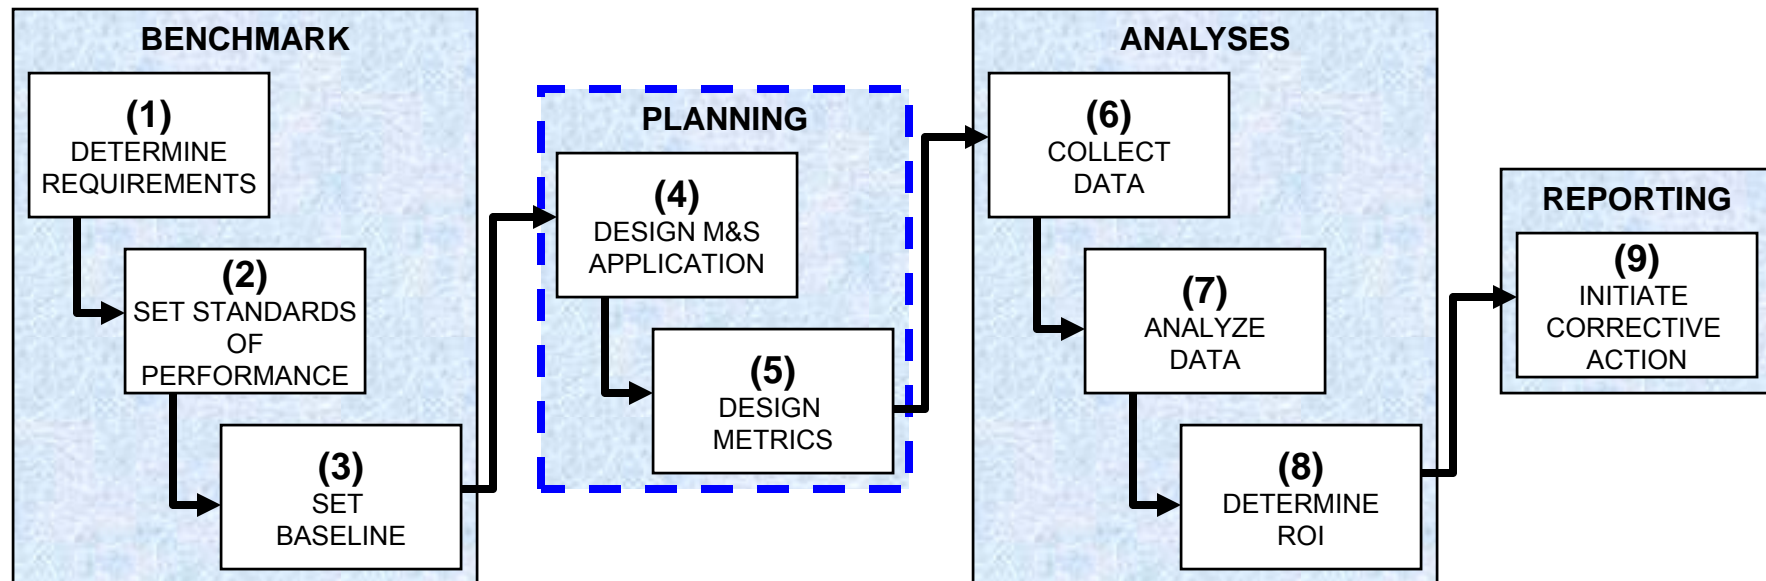 BENCHMARK
(1)
DETERMINE
REQUIREMENTS
(2)
SET STANDARDS
OF
PERFORMANCE
(3)
SET
BASELINE
PLANNING
(4)
DESIGN M&S
APPLICATION
(5)
DESIGN
METRICS
ANALYSES
(6)
COLLECT
DATA
(7)
ANALYZE
DATA
(8)
DETERMINE
ROI
REPORTING
(9)
INITIATE
CORRECTIVE
ACTION